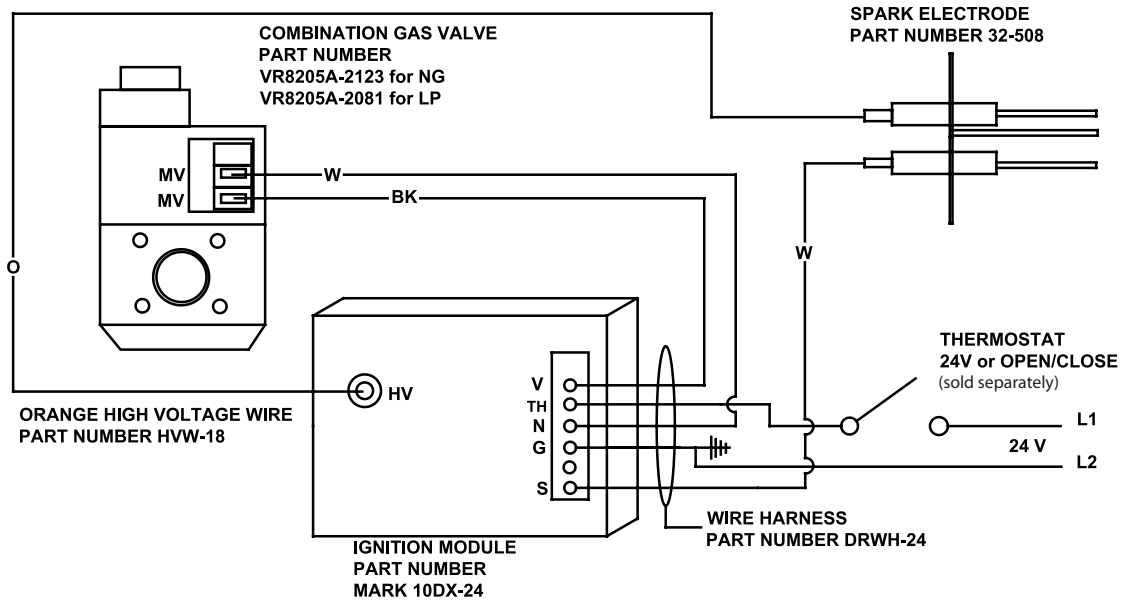 COMBINATION GAS VALVE
PART NUMBER
VR8205A-2123 for NG
VR8205A-2081 for LP
SPARK ELECTRODE
PART NUMBER 32-508
MV
MV
W
BK
O
W
HV
ORANGE HIGH VOLTAGE WIRE
PART NUMBER HVW-18
V
TH
N
G
S
THERMOSTAT
24V or OPEN/CLOSE
(sold separately)
L1
24 V
L2
WIRE HARNESS
PART NUMBER DRWH-24
IGNITION MODULE
PART NUMBER
MARK 10DX-24